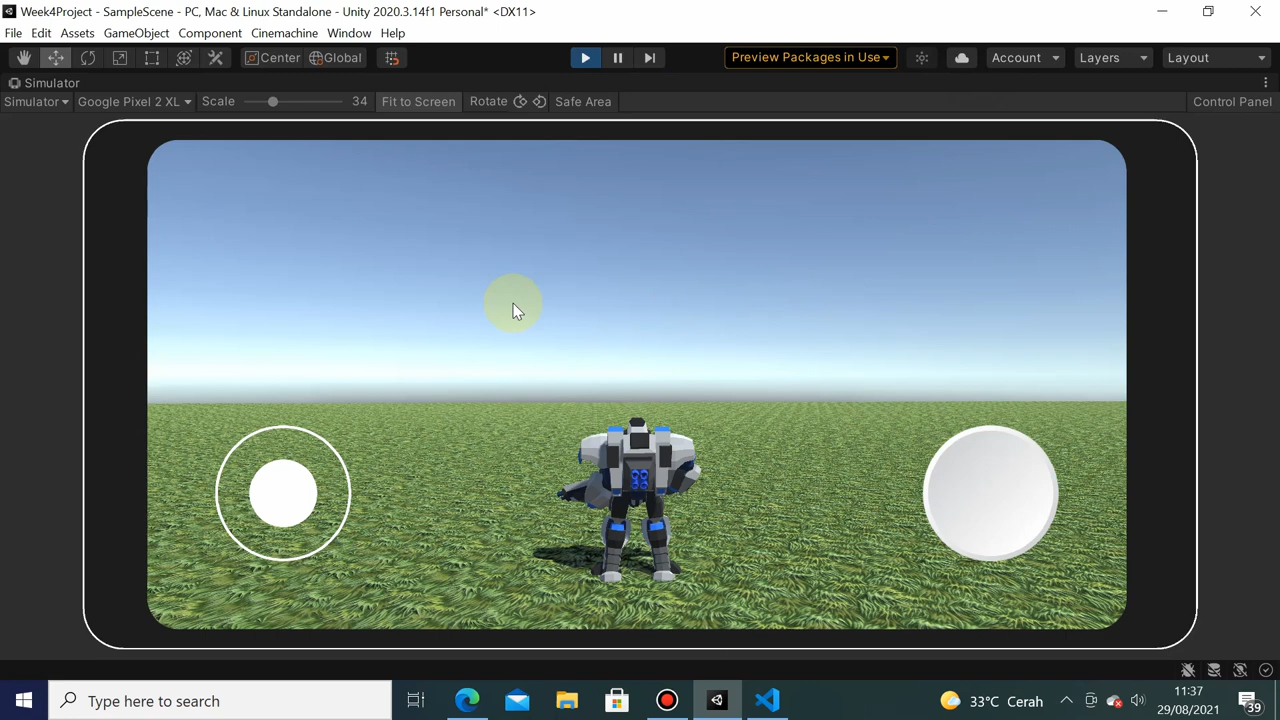 Week4Project - SampleScene - PC, Mac & Linux Standalone - Unity 2020.3.14f1 Personal* <DX11>
File Edit Assets GameObject Component Cinemachine Window Help
Center Global Preview Packages in Use Account Layers Layout
Simulator
Simulator Google Pixel 2 XL Scale 34 Fit to Screen Rotate Safe Area Control Panel
Type here to search 33°C Cerah 11:37
29/08/2021 39